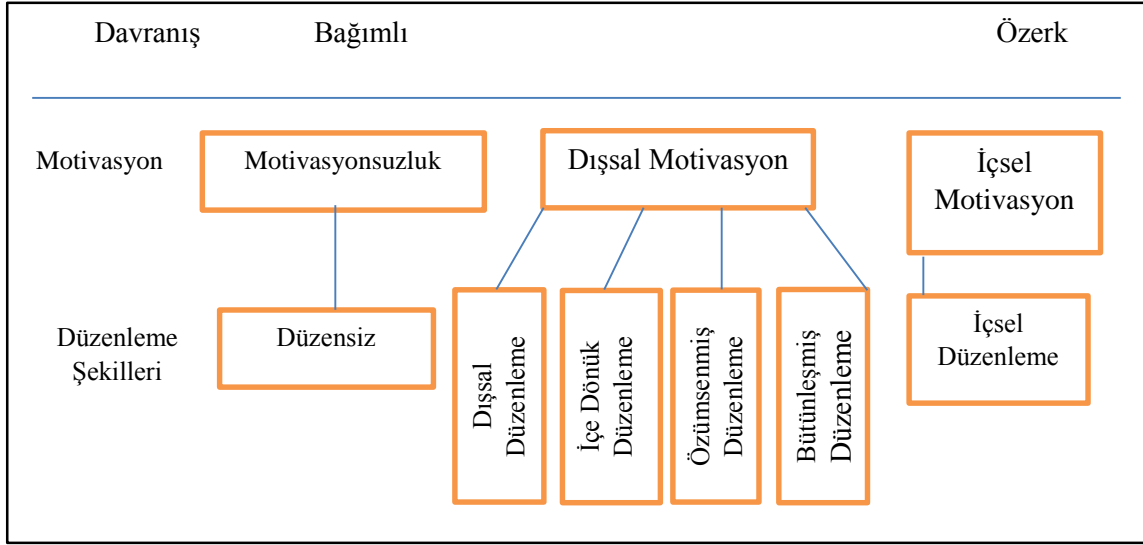 Davranış Bağımlı Özerk
Motivasyon Motivasyonsuzluk Dışsal Motivasyon İçsel
Motivasyon
Düzenleme
Şekilleri
Düzensiz
Dışsal
Düzenleme
İçe Dönük
Düzenleme
Özümsenmiş
Düzenleme
Bütünleşmiş
Düzenleme
İçsel
Düzenleme